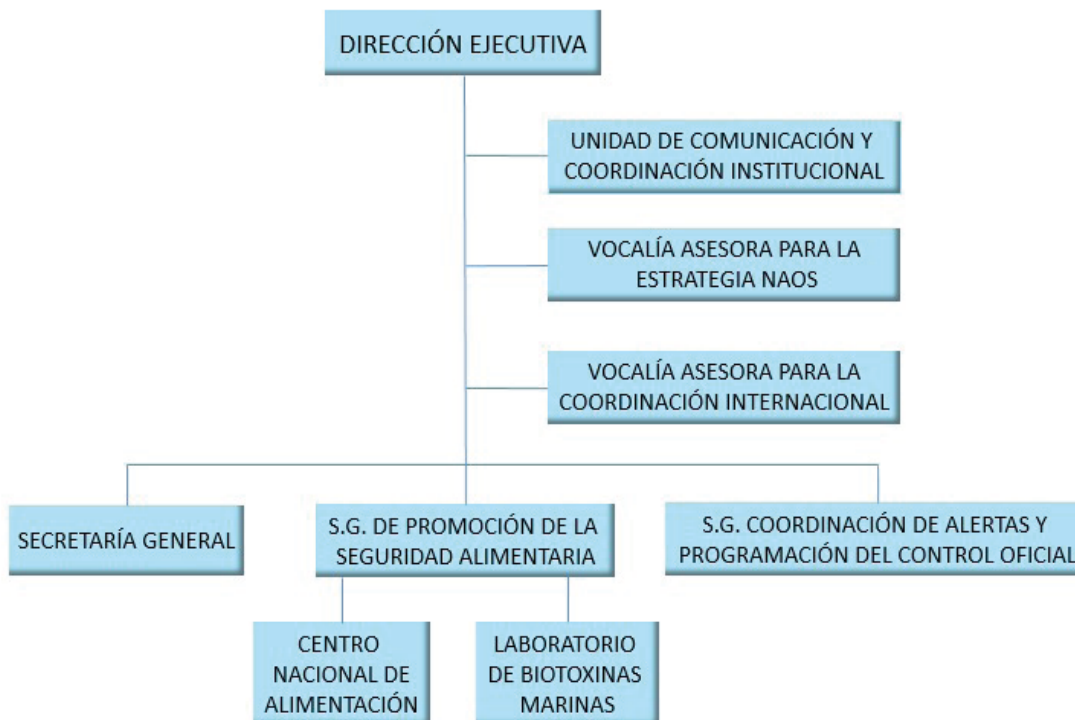 DIRECCIÓN EJECUTIVA
UNIDAD DE COMUNICACIÓN Y
COORDINACIÓN INSTITUCIONAL
VOCALÍA ASESORA PARA LA
ESTRATEGIA NAOS
VOCALÍA ASESORA PARA LA
COORDINACIÓN INTERNACIONAL
SECRETARÍA GENERAL
S.G. DE PROMOCIÓN DE LA
SEGURIDAD ALIMENTARIA
S.G. COORDINACIÓN DE ALERTAS Y
PROGRAMACIÓN DEL CONTROL OFICIAL
CENTRO
NACIONAL DE
ALIMENTACIÓN
LABORATORIO
DE BIOTOXINAS
MARINAS